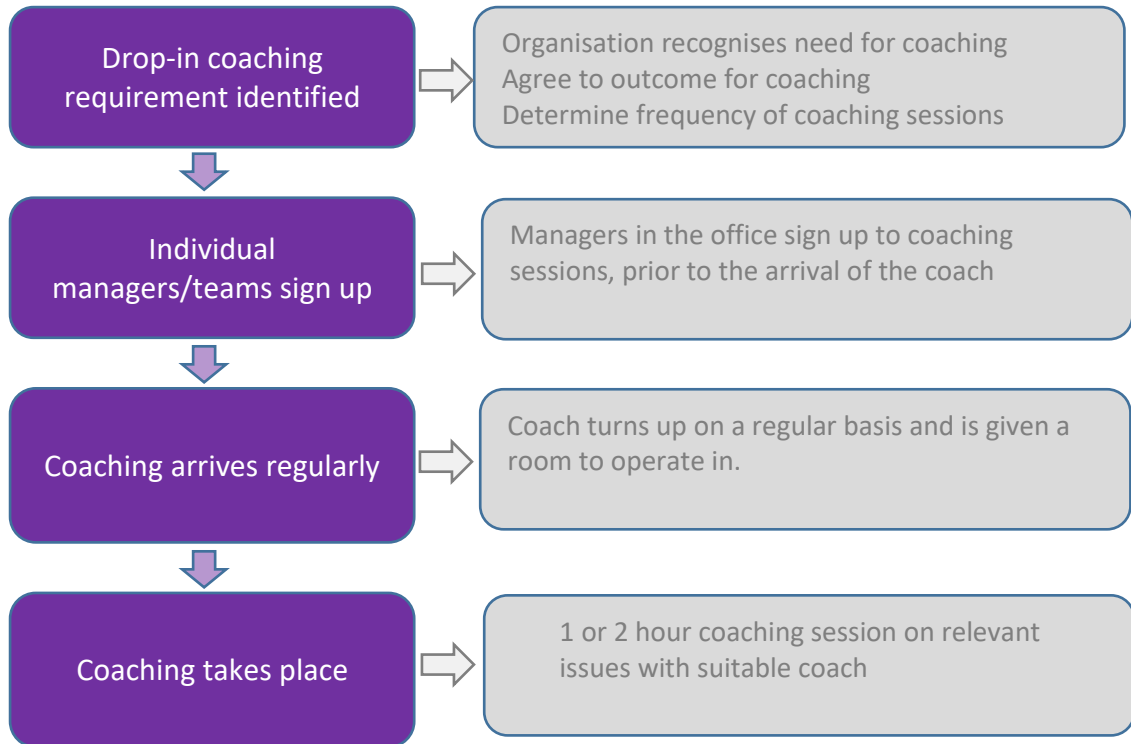 Drop-in coaching
requirement identified
Organisation recognises need for coaching
Agree to outcome for coaching
Determine frequency of coaching sessions
Individual
managers/teams sign up
Managers in the office sign up to coaching
sessions, prior to the arrival of the coach
Coaching arrives regularly
Coach turns up on a regular basis and is given a
room to operate in.
Coaching takes place
1 or 2 hour coaching session on relevant
issues with suitable coach